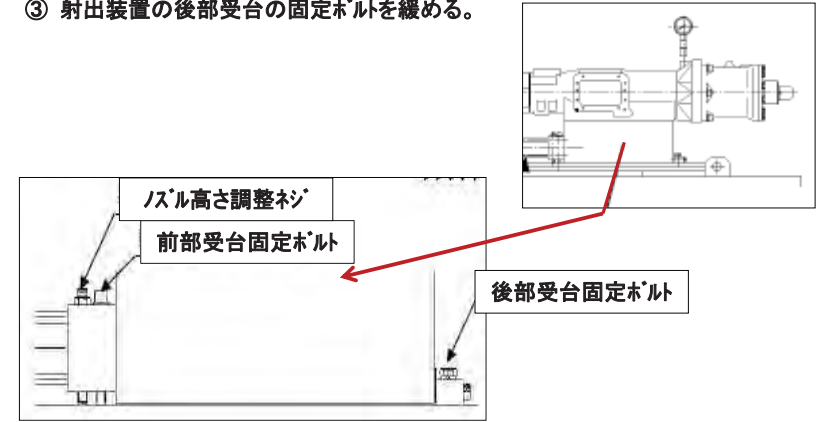 ③ 射出装置の後部受台の固定ﾎﾞﾙﾄを緩める。
ﾉｽﾞﾙ高さ調整ﾈｼﾞ
前部受台固定ﾎﾞﾙﾄ
後部受台固定ﾎﾞﾙﾄ